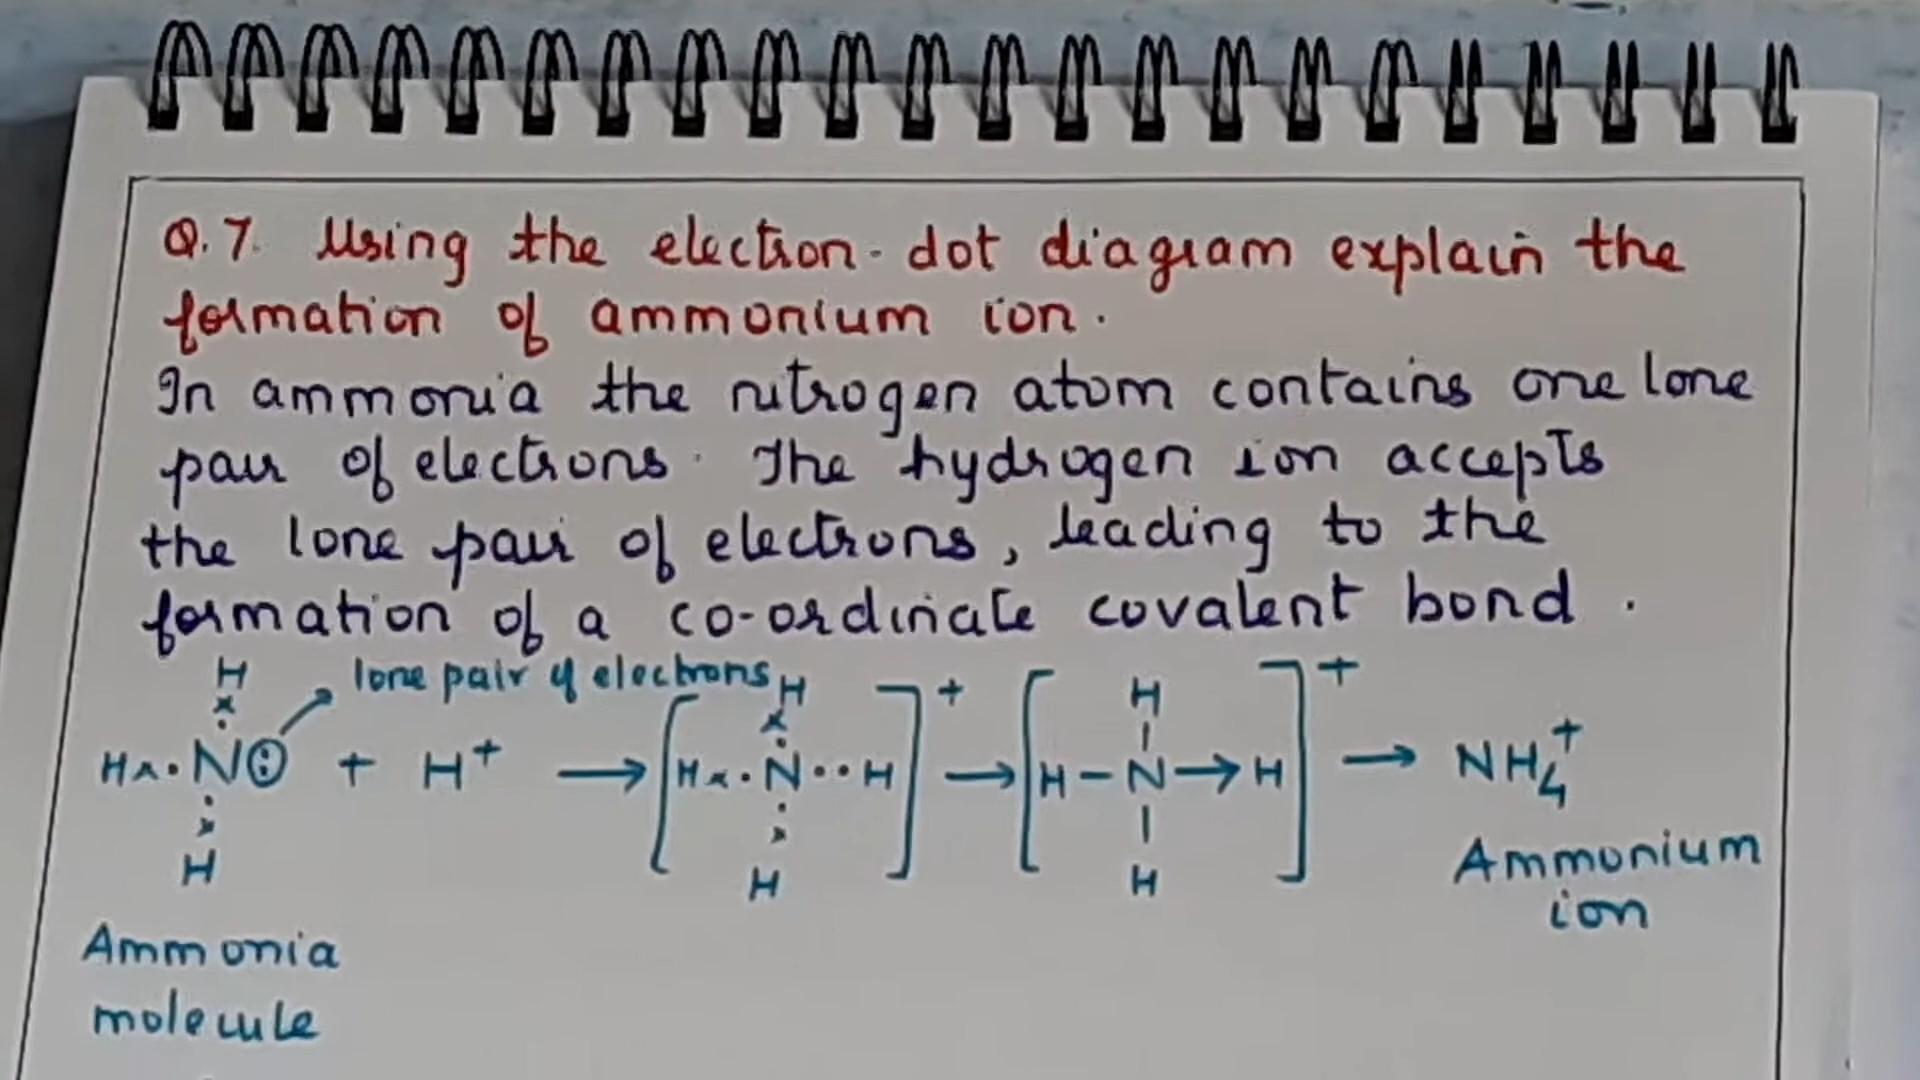 Q.7. Using the electron-dot diagram explain the
formation of ammonium ion.
In ammonia the nitrogen atom contains one lone
pair of electrons. The hydrogen ion accepts
the lone pair of electrons, leading to the
formation of a co-ordinate covalent bond.
lone pair of electrons
H H H
x x |
. .
Hx.N: + H+ → [Hx.N..H]+ → [H-N→H]+ → NH4+
. . |
x x
H H H
Ammonium
ion
Ammonia
molecule